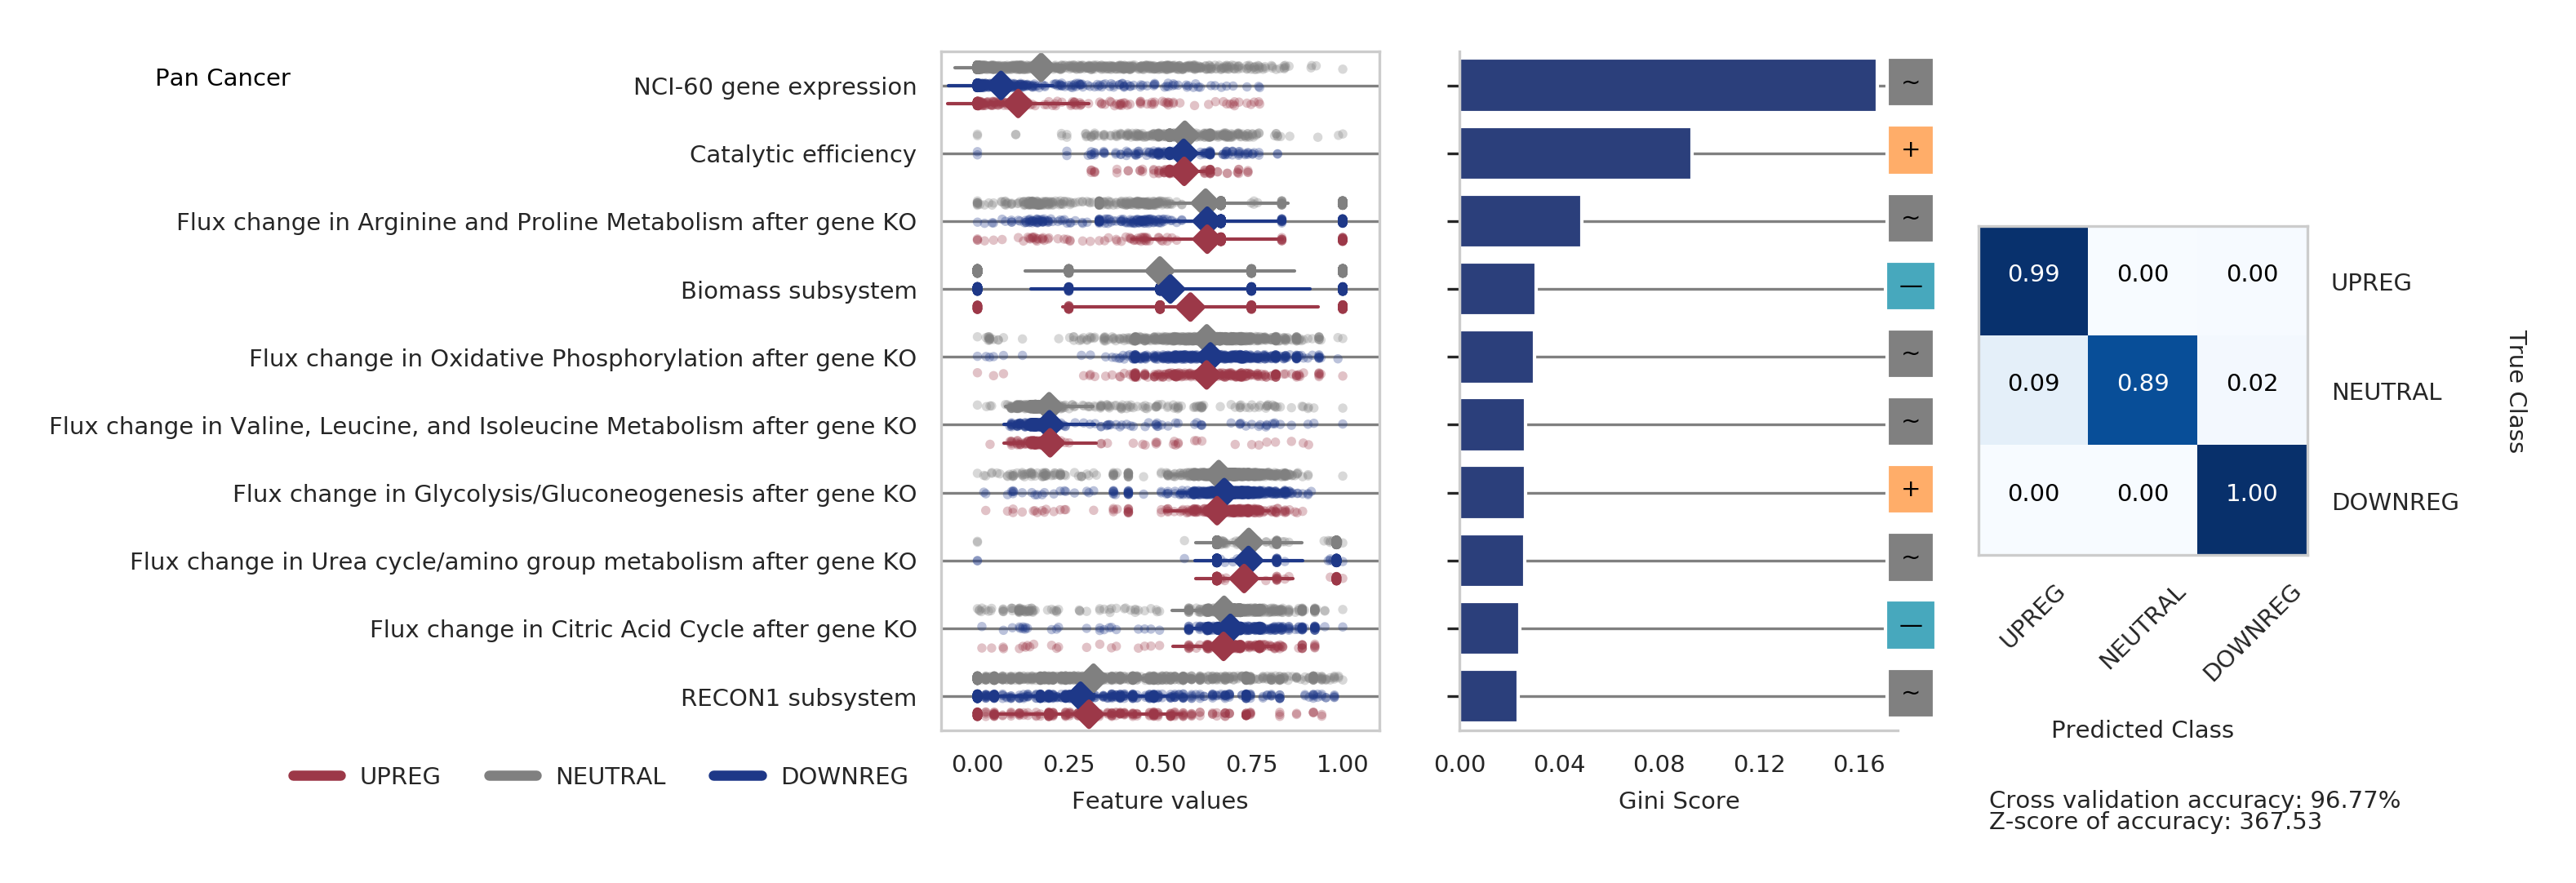 Pan Cancer
NCI-60 gene expression
Catalytic efficiency
Flux change in Arginine and Proline Metabolism after gene KO
Biomass subsystem
Flux change in Oxidative Phosphorylation after gene KO
Flux change in Valine, Leucine, and Isoleucine Metabolism after gene KO
Flux change in Glycolysis/Gluconeogenesis after gene KO
Flux change in Urea cycle/amino group metabolism after gene KO
Flux change in Citric Acid Cycle after gene KO
RECON1 subsystem
UPREG NEUTRAL DOWNREG
0.00 0.25 0.50 0.75 1.00
Feature values
~
+
~
—
~
~
+
~
—
~
0.00 0.04 0.08 0.12 0.16
Gini Score
0.99 0.00 0.00 UPREG
0.09 0.89 0.02 NEUTRAL
0.00 0.00 1.00 DOWNREG
True Class
UPREG NEUTRAL DOWNREG
Predicted Class
Cross validation accuracy: 96.77%
Z-score of accuracy: 367.53